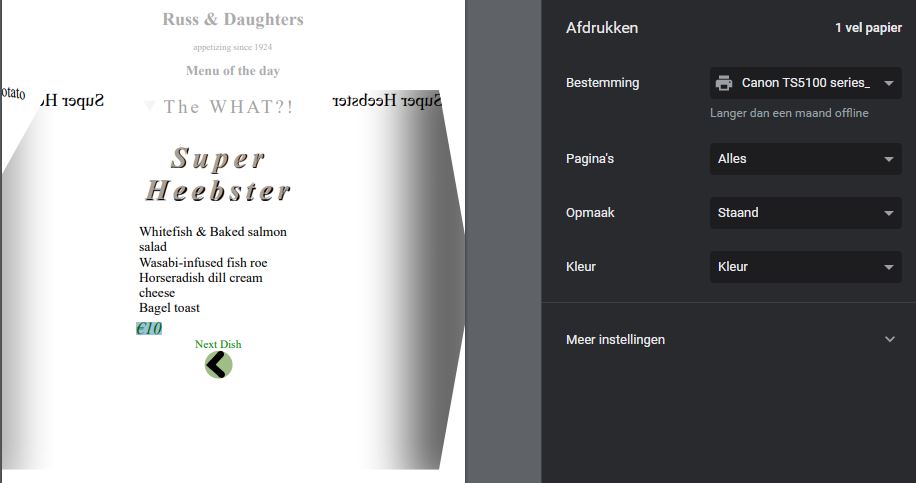 Russ & Daughters
appetizing since 1924
Menu of the day
otato
Super H
The WHAT?!
Super Heebster
Super
Heebster
Whitefish & Baked salmon
salad
Wasabi-infused fish roe
Horseradish dill cream
cheese
Bagel toast
€10
Next Dish
Afdrukken
1 vel papier
Bestemming
Canon TS5100 series_
Langer dan een maand offline
Pagina's
Alles
Opmaak
Staand
Kleur
Kleur
Meer instellingen